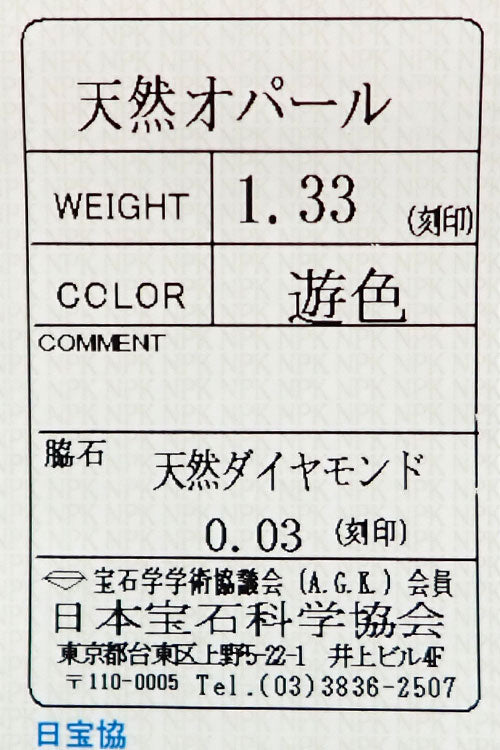 天然オパール
WEIGHT 1.33 (刻印)
COLOR 遊色
COMMENT
脇石 天然ダイヤモンド
0.03 (刻印)
宝石学学術協議会 (A.G.K.) 会員
日本宝石科学協会
東京都台東区上野5-22-1 井上ビル4F
〒110-0005 Tel.(03)3836-2507
日宝協